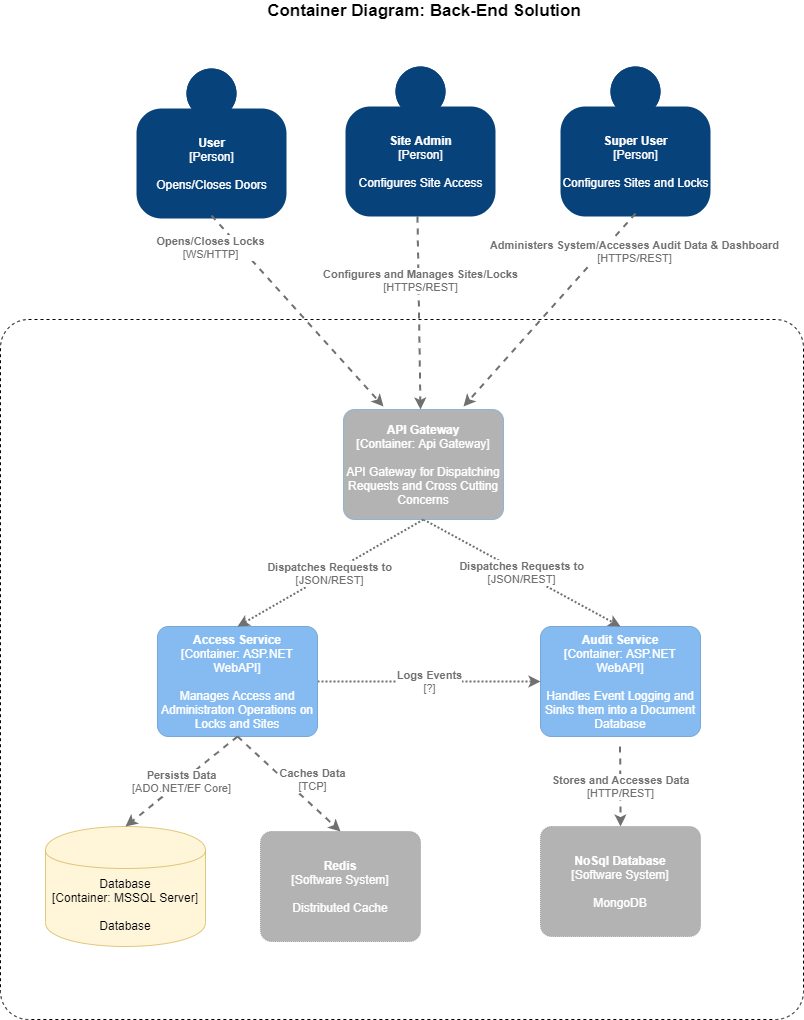 Container Diagram: Back-End Solution
User
[Person]
Opens/Closes Doors
Site Admin
[Person]
Configures Site Access
Super User
[Person]
Configures Sites and Locks
Opens/Closes Locks
[WS/HTTP]
Configures and Manages Sites/Locks
[HTTPS/REST]
Administers System/Accesses Audit Data & Dashboard
[HTTPS/REST]
API Gateway
[Container: Api Gateway]
API Gateway for Dispatching
Requests and Cross Cutting
Concerns
Dispatches Requests to
[JSON/REST]
Dispatches Requests to
[JSON/REST]
Access Service
[Container: ASP.NET
WebAPI]
Manages Access and
Administraton Operations on
Locks and Sites
Logs Events
[?]
Audit Service
[Container: ASP.NET
WebAPI]
Handles Event Logging and
Sinks them into a Document
Database
Persists Data
[ADO.NET/EF Core]
Caches Data
[TCP]
Stores and Accesses Data
[HTTP/REST]
Database
[Container: MSSQL Server]
Database
Redis
[Software System]
Distributed Cache
NoSql Database
[Software System]
MongoDB